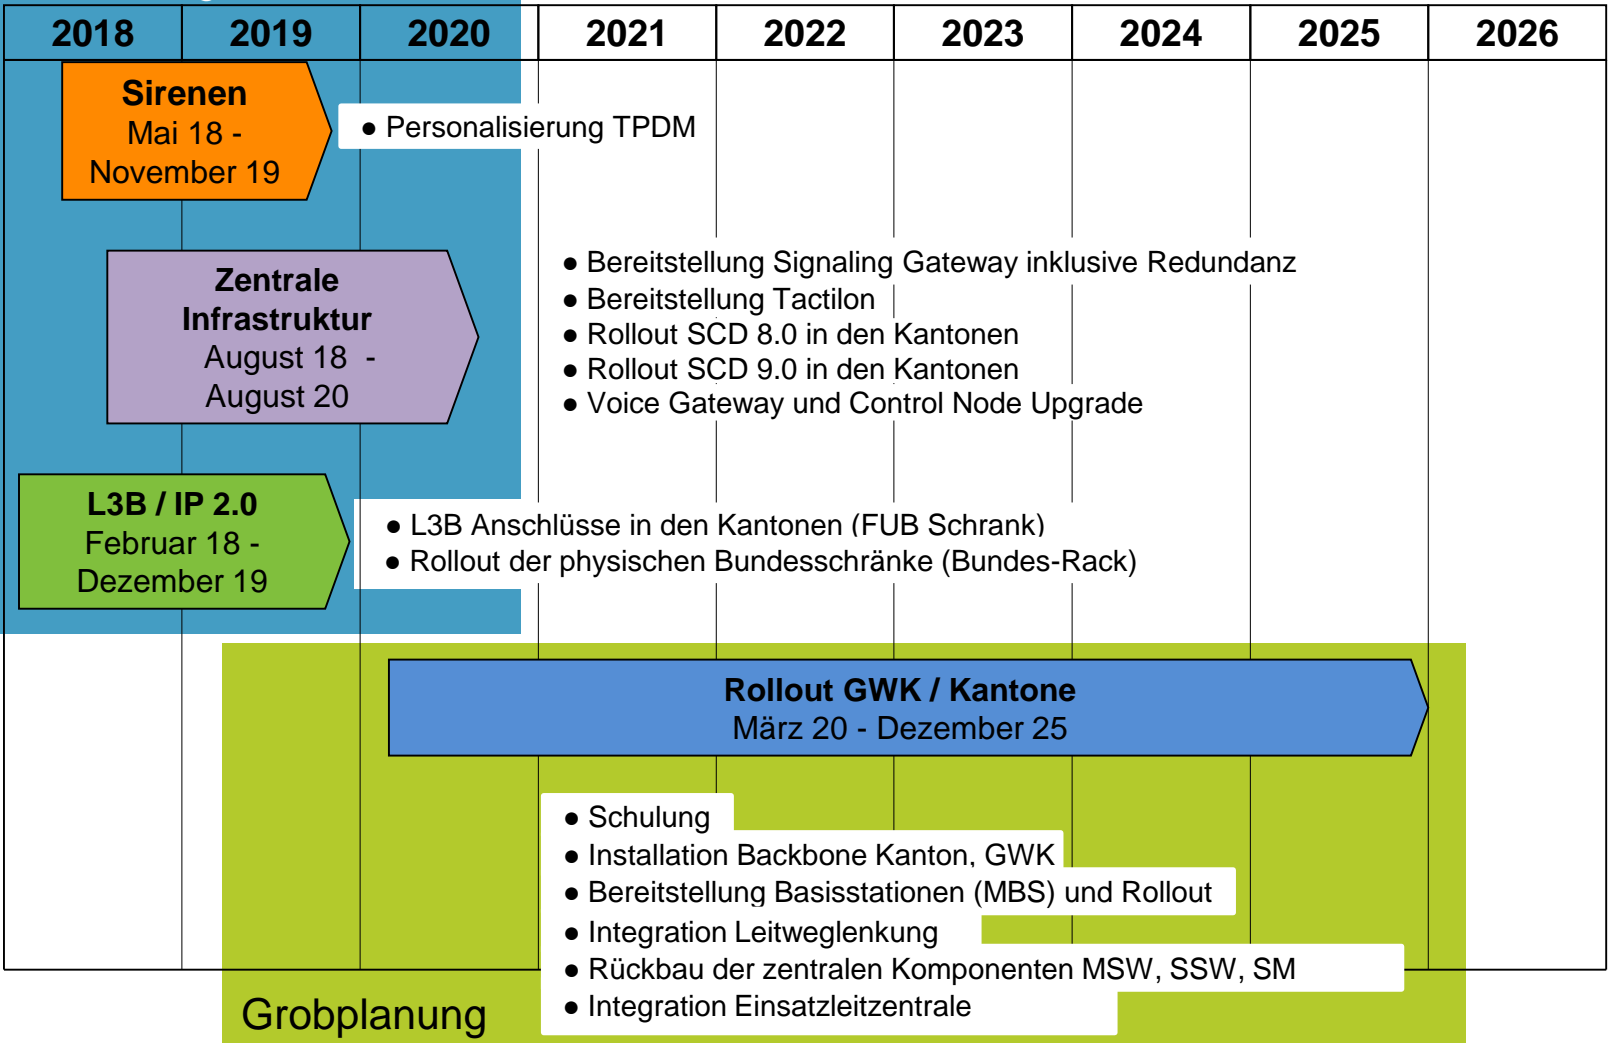 2018 2019 2020 2021 2022 2023 2024 2025 2026
Sirenen
Mai 18 -
November 19
● Personalisierung TPDM
Zentrale
Infrastruktur
August 18 -
August 20
● Bereitstellung Signaling Gateway inklusive Redundanz
● Bereitstellung Tactilon
● Rollout SCD 8.0 in den Kantonen
● Rollout SCD 9.0 in den Kantonen
● Voice Gateway und Control Node Upgrade
L3B / IP 2.0
Februar 18 -
Dezember 19
● L3B Anschlüsse in den Kantonen (FUB Schrank)
● Rollout der physischen Bundesschränke (Bundes-Rack)
Rollout GWK / Kantone
März 20 - Dezember 25
● Schulung
● Installation Backbone Kanton, GWK
● Bereitstellung Basisstationen (MBS) und Rollout
● Integration Leitweglenkung
● Rückbau der zentralen Komponenten MSW, SSW, SM
● Integration Einsatzleitzentrale
Grobplanung